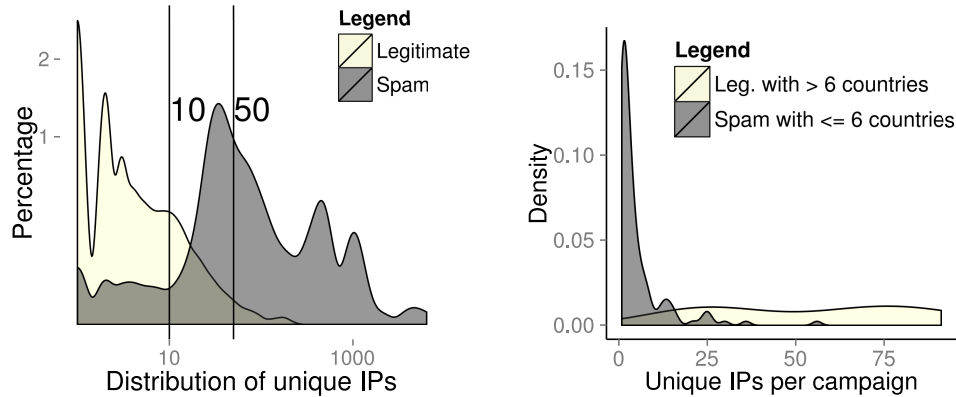 Legend
Legitimate
Spam
2
1
10
50
Percentage
10
1000
Distribution of unique IPs
Legend
Leg. with > 6 countries
Spam with <= 6 countries
0.15
0.10
0.05
0.00
Density
0
25
50
75
Unique IPs per campaign